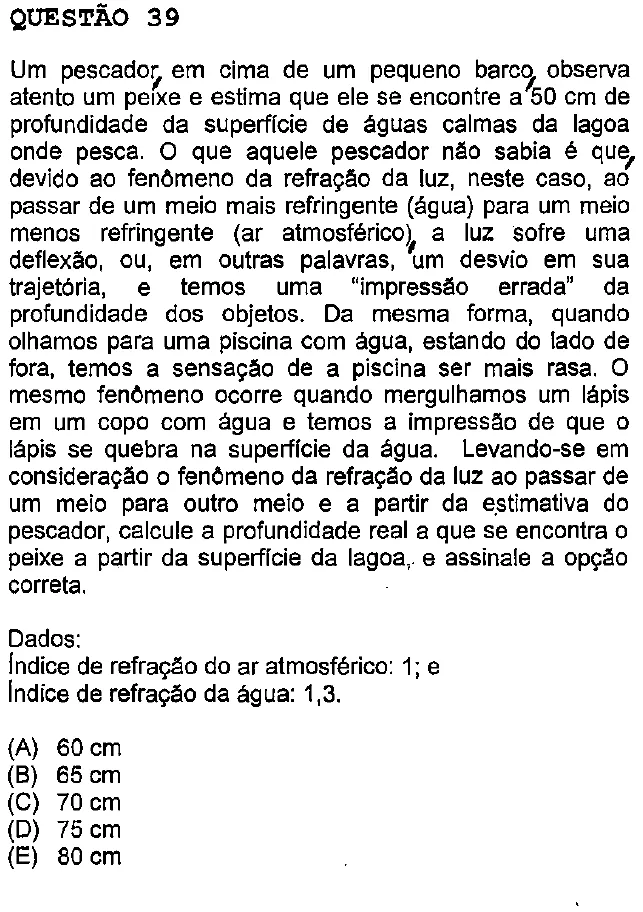 QUESTÃO 39
Um pescador, em cima de um pequeno barco, observa
atento um peixe e estima que ele se encontre a 50 cm de
profundidade da superfície de águas calmas da lagoa
onde pesca. O que aquele pescador não sabia é que,
devido ao fenômeno da refração da luz, neste caso, ao
passar de um meio mais refringente (água) para um meio
menos refringente (ar atmosférico), a luz sofre uma
deflexão, ou, em outras palavras, um desvio em sua
trajetória, e temos uma "impressão errada" da
profundidade dos objetos. Da mesma forma, quando
olhamos para uma piscina com água, estando do lado de
fora, temos a sensação de a piscina ser mais rasa. O
mesmo fenômeno ocorre quando mergulhamos um lápis
em um copo com água e temos a impressão de que o
lápis se quebra na superfície da água. Levando-se em
consideração o fenômeno da refração da luz ao passar de
um meio para outro meio e a partir da estimativa do
pescador, calcule a profundidade real a que se encontra o
peixe a partir da superfície da lagoa, e assinale a opção
correta.
Dados:
Índice de refração do ar atmosférico: 1; e
Índice de refração da água: 1,3.
(A) 60 cm
(B) 65 cm
(C) 70 cm
(D) 75 cm
(E) 80 cm